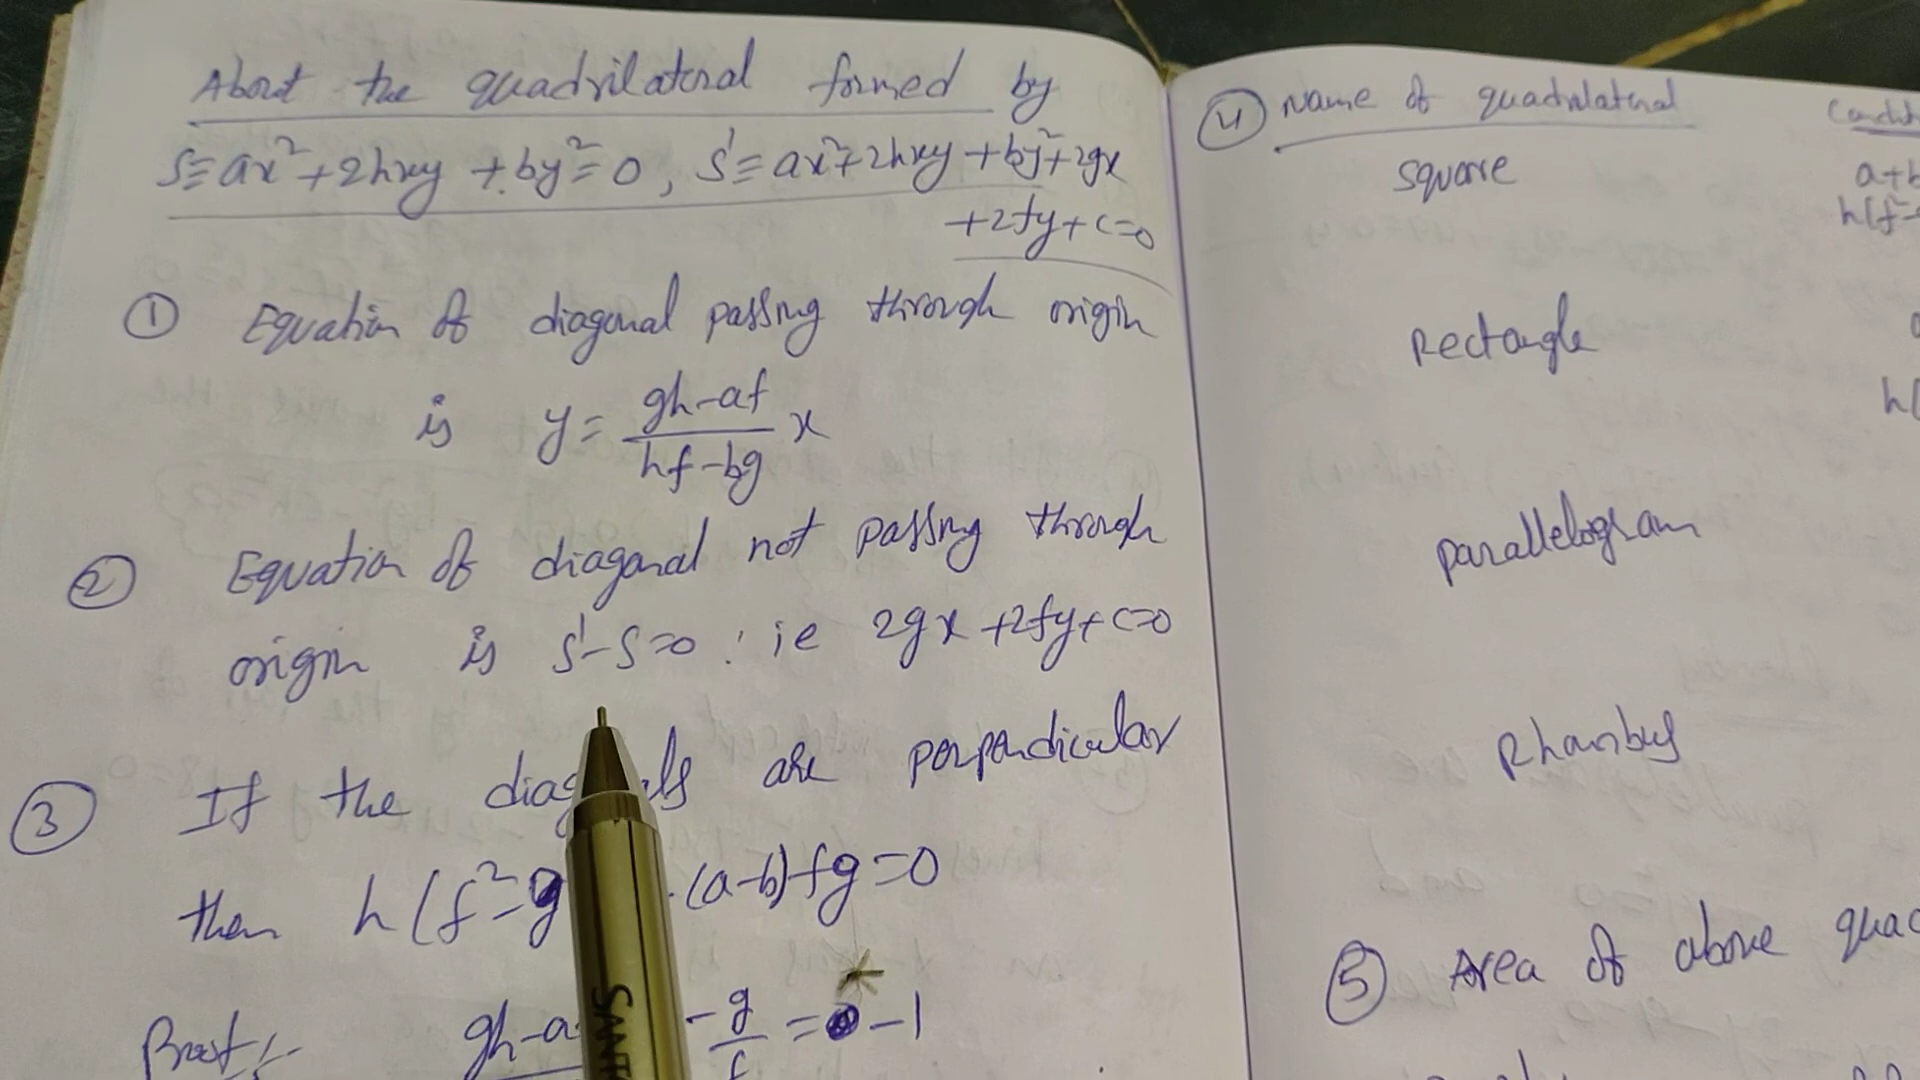 About the quadrilateral formed by
S≡ax²+2hxy+by²=0, S'≡ax²+2hxy+by²+2gx
+2fy+c=0
① Equation of diagonal passing through origin
is y = (gh-af)/(hf-bg) x
② Equation of diagonal not passing through
origin is S'-S=0 : ie 2gx+2fy+c=0
③ If the are perpendicular
then h(f²-g (a-b)fg=0
Proof:- gh-a -g/f = -1
SANT
④ Name of quadrilateral
Square a+b
h(f²-
Rectangle
h(
parallelogram
Rhombus
⑤ Area of above